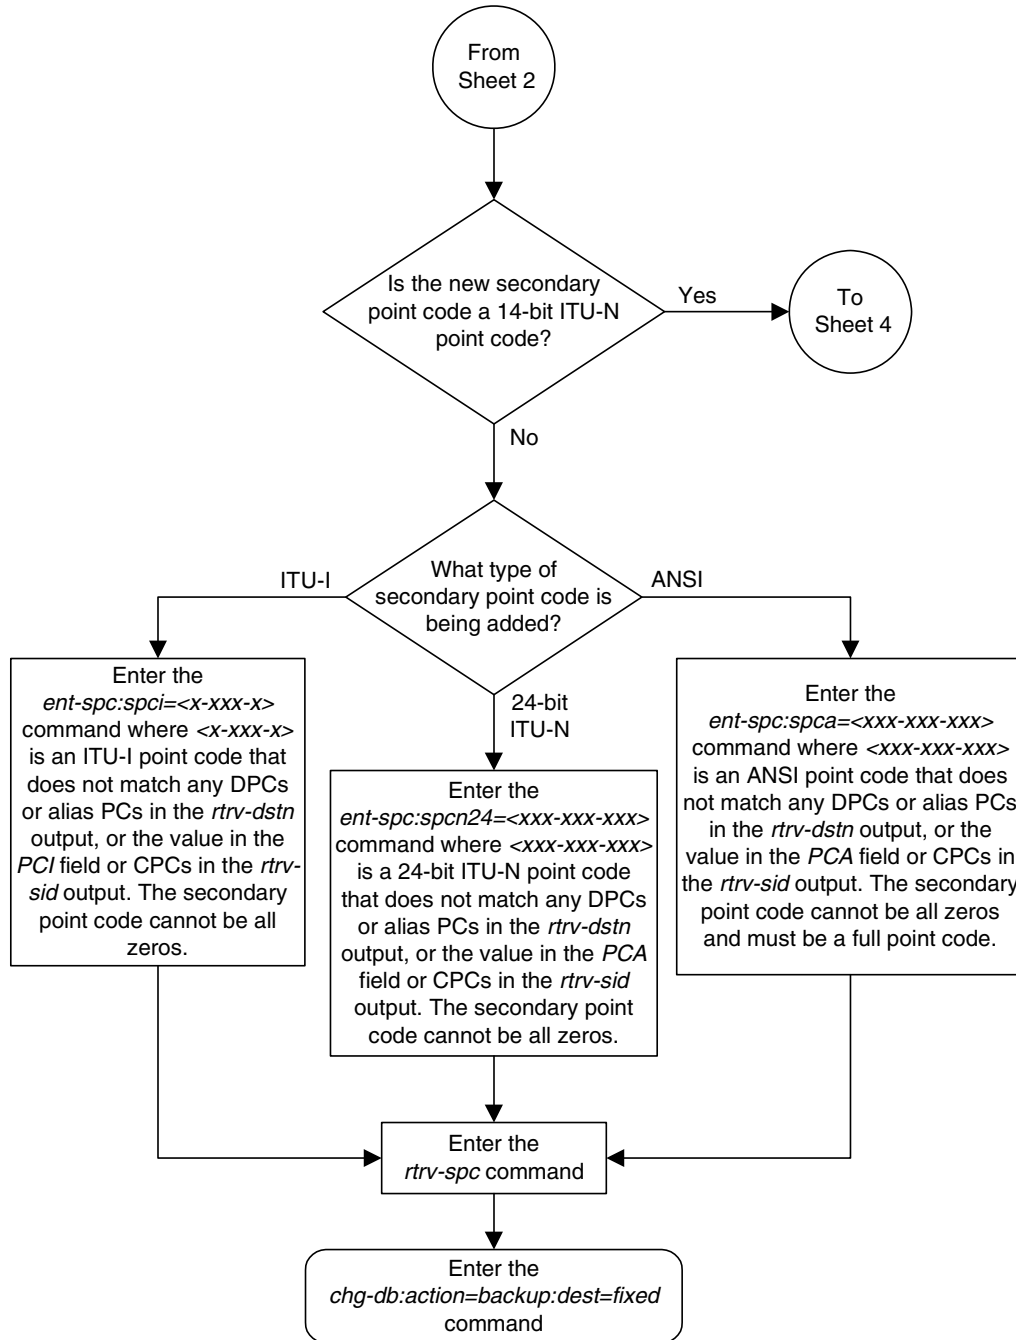 From
Sheet 2
Is the new secondary
point code a 14-bit ITU-N
point code?
Yes
To
Sheet 4
No
What type of
secondary point code is
being added?
ITU-I
ANSI
24-bit
ITU-N
Enter the
ent-spc:spci=<x-xxx-x>
command where <x-xxx-x>
is an ITU-I point code that
does not match any DPCs
or alias PCs in the rtrv-dstn
output, or the value in the
PCI field or CPCs in the rtrv-
sid output. The secondary
point code cannot be all
zeros.
Enter the
ent-spc:spcn24=<xxx-xxx-xxx>
command where <xxx-xxx-xxx>
is a 24-bit ITU-N point code
that does not match any DPCs
or alias PCs in the rtrv-dstn
output, or the value in the PCA
field or CPCs in the rtrv-sid
output. The secondary point
code cannot be all zeros.
Enter the
ent-spc:spca=<xxx-xxx-xxx>
command where <xxx-xxx-xxx>
is an ANSI point code that does
not match any DPCs or alias PCs
in the rtrv-dstn output, or the
value in the PCA field or CPCs in
the rtrv-sid output. The secondary
point code cannot be all zeros
and must be a full point code.
Enter the
rtrv-spc command
Enter the
chg-db:action=backup:dest=fixed
command